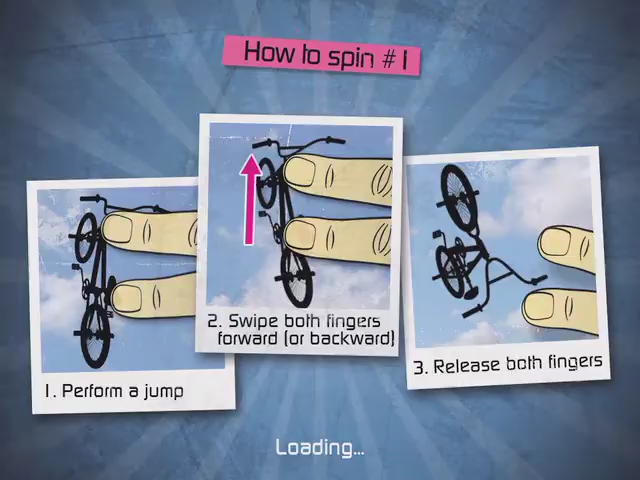 How to spin #1
1. Perform a jump
2. Swipe both fingers
forward (or backward)
3. Release both fingers
Loading...